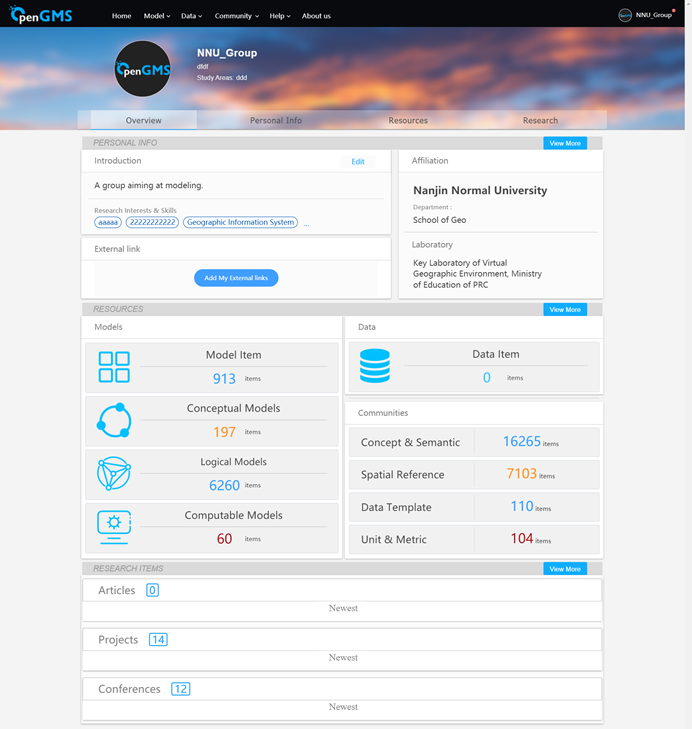 OpenGMS
Home Model Data Community Help About us
NNU_Group
OpenGMS
NNU_Group
dfdf
Study Areas: ddd
Overview Personal Info Resources Research
PERSONAL INFO
View More
Introduction
Edit
A group aiming at modeling.
Research Interests & Skills
aaaaa 22222222222 Geographic Information System ...
External link
Add My External links
Affiliation
Nanjin Normal University
Department :
School of Geo
Laboratory
Key Laboratory of Virtual
Geographic Environment, Ministry
of Education of PRC
RESOURCES
View More
Models
Model Item
913 items
Conceptual Models
197 items
Logical Models
6260 items
Computable Models
60 items
Data
Data Item
0 items
Communities
Concept & Semantic 16265 items
Spatial Reference 7103 items
Data Template 110 items
Unit & Metric 104 items
RESEARCH ITEMS
View More
Articles 0
Newest
Projects 14
Newest
Conferences 12
Newest